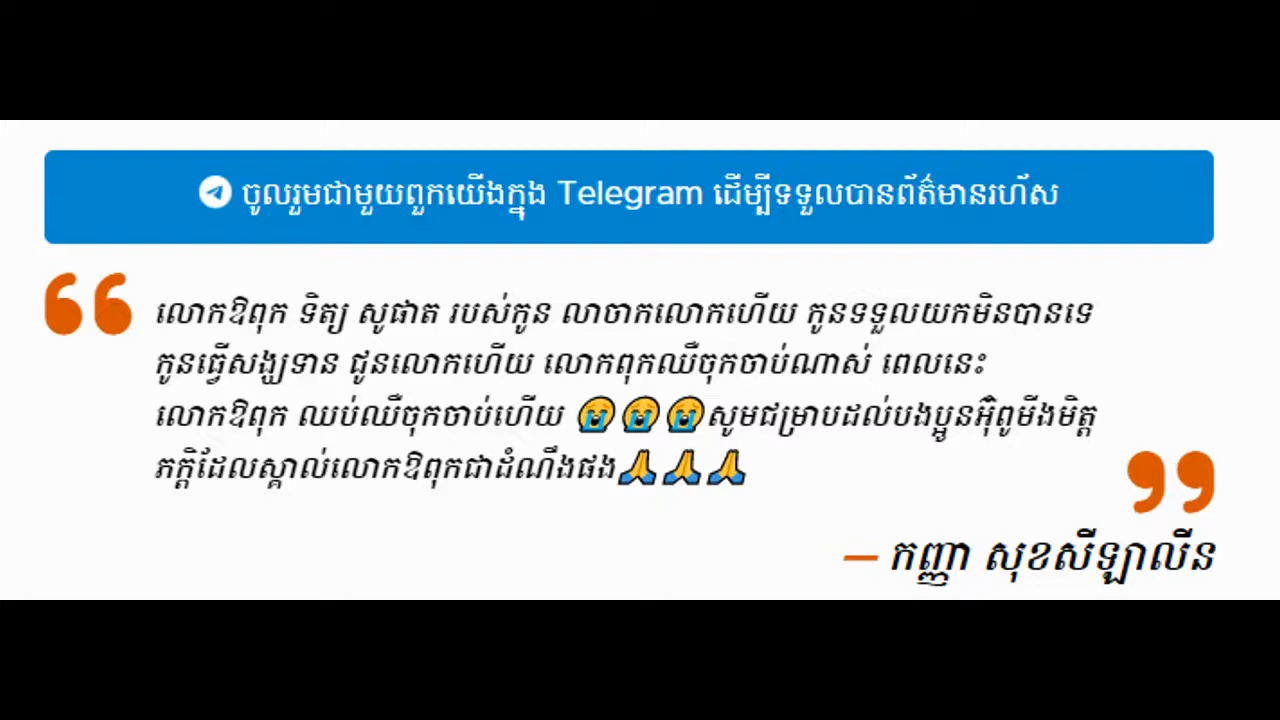 ចូលរួមជាមួយពួកយើងក្នុង Telegram ដើម្បីទទួលបានព័ត៌មានរហ័ស
លោកឱពុក ទិត្យ សូផាត របស់កូន លាចាកលោកហើយ កូនទទួលយកមិនបានទេ
កូនធ្វើសង្ឃទាន ជូនលោកហើយ លោកពុកឈឺចុកចាប់ណាស់ ពេលនេះ
លោកឱពុក ឈប់ឈឺចុកចាប់ហើយ 😭😭😭សូមជម្រាបដល់បងប្អូនអ៊ុំពូមីងមិត្ត
ភក្តិដែលស្គាល់លោកឱពុកជាដំណឹងផង🙏🙏🙏
— កញ្ញា សុខសីឡាលីន